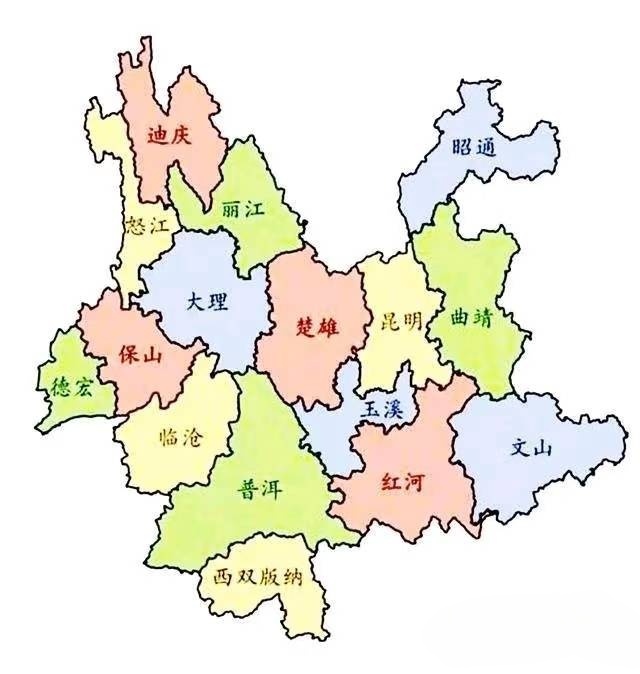 迪庆
昭通
丽江
怒江
大理
楚雄
昆明
曲靖
保山
德宏
玉溪
临沧
文山
普洱
红河
西双版纳